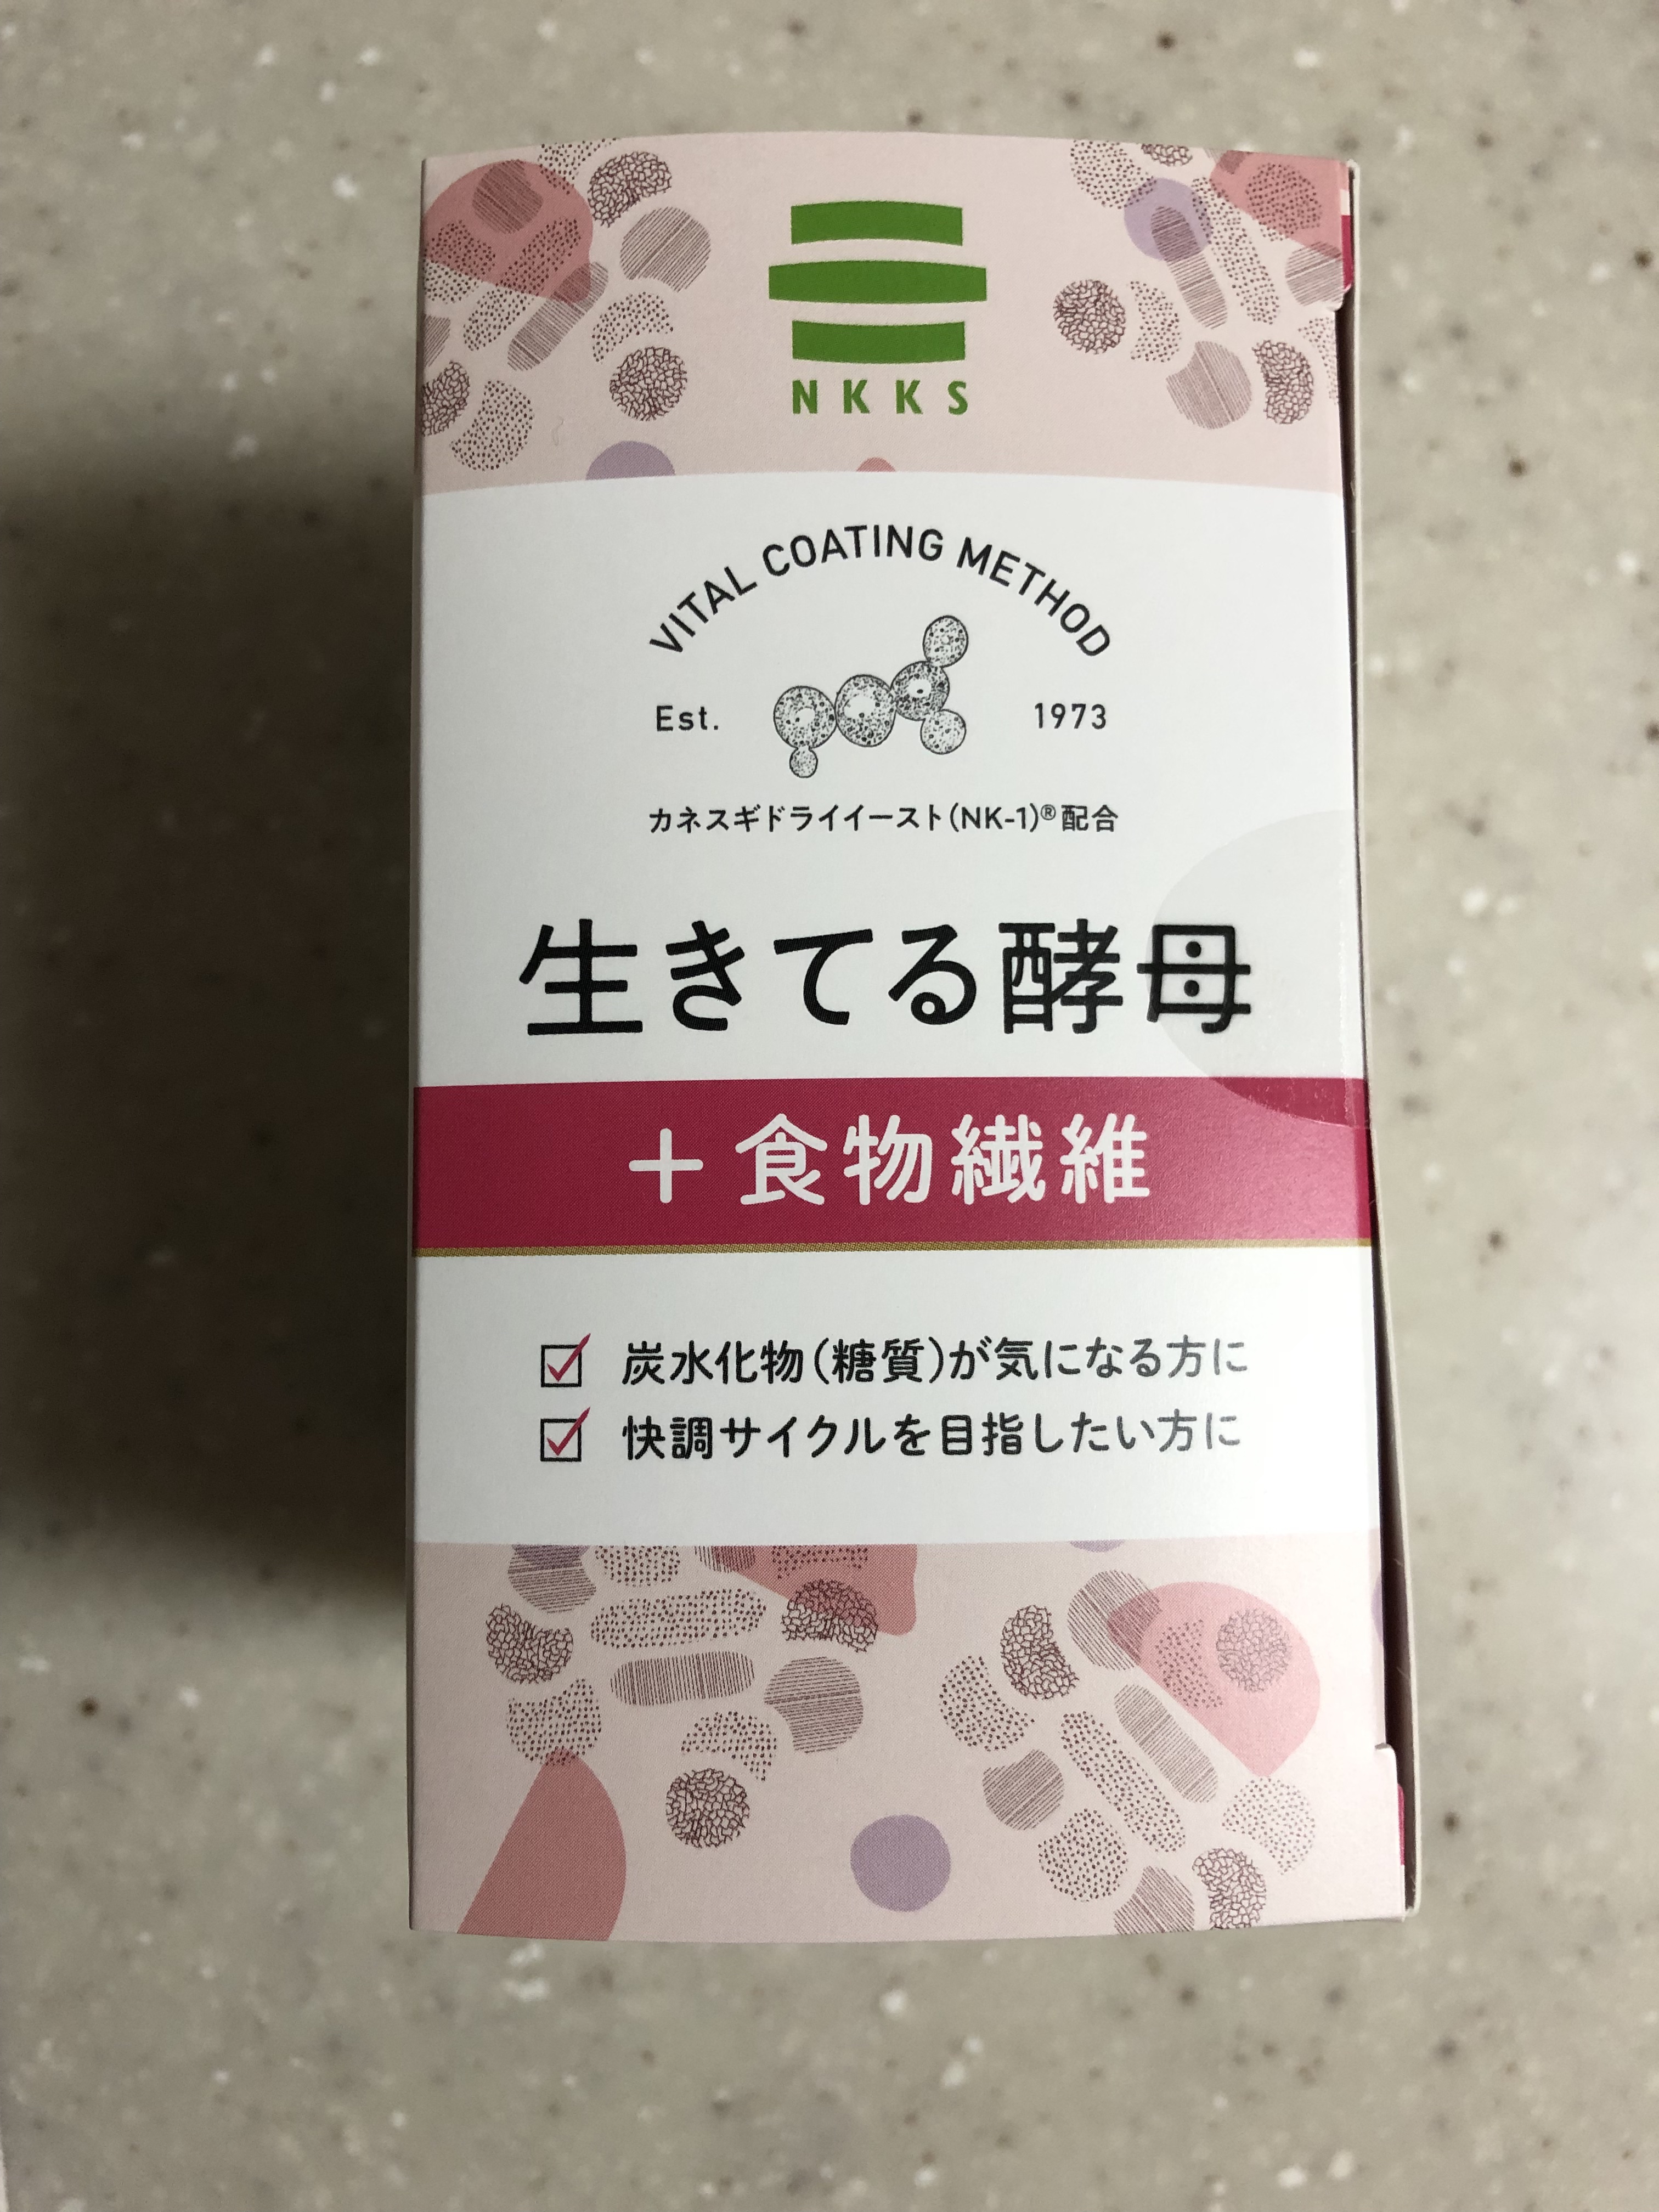 NKKS
VITAL COATING METHOD
Est. 1973
カネスギドライイースト(NK-1)®配合
生きてる酵母
＋食物繊維
炭水化物(糖質)が気になる方に
快調サイクルを目指したい方に